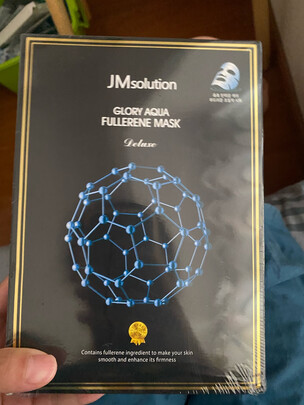 JMsolution
GLORY AQUA
FULLERENE MASK
Deluxe
Contains fullerene ingredient to make your skin
smooth and enhance its firmness